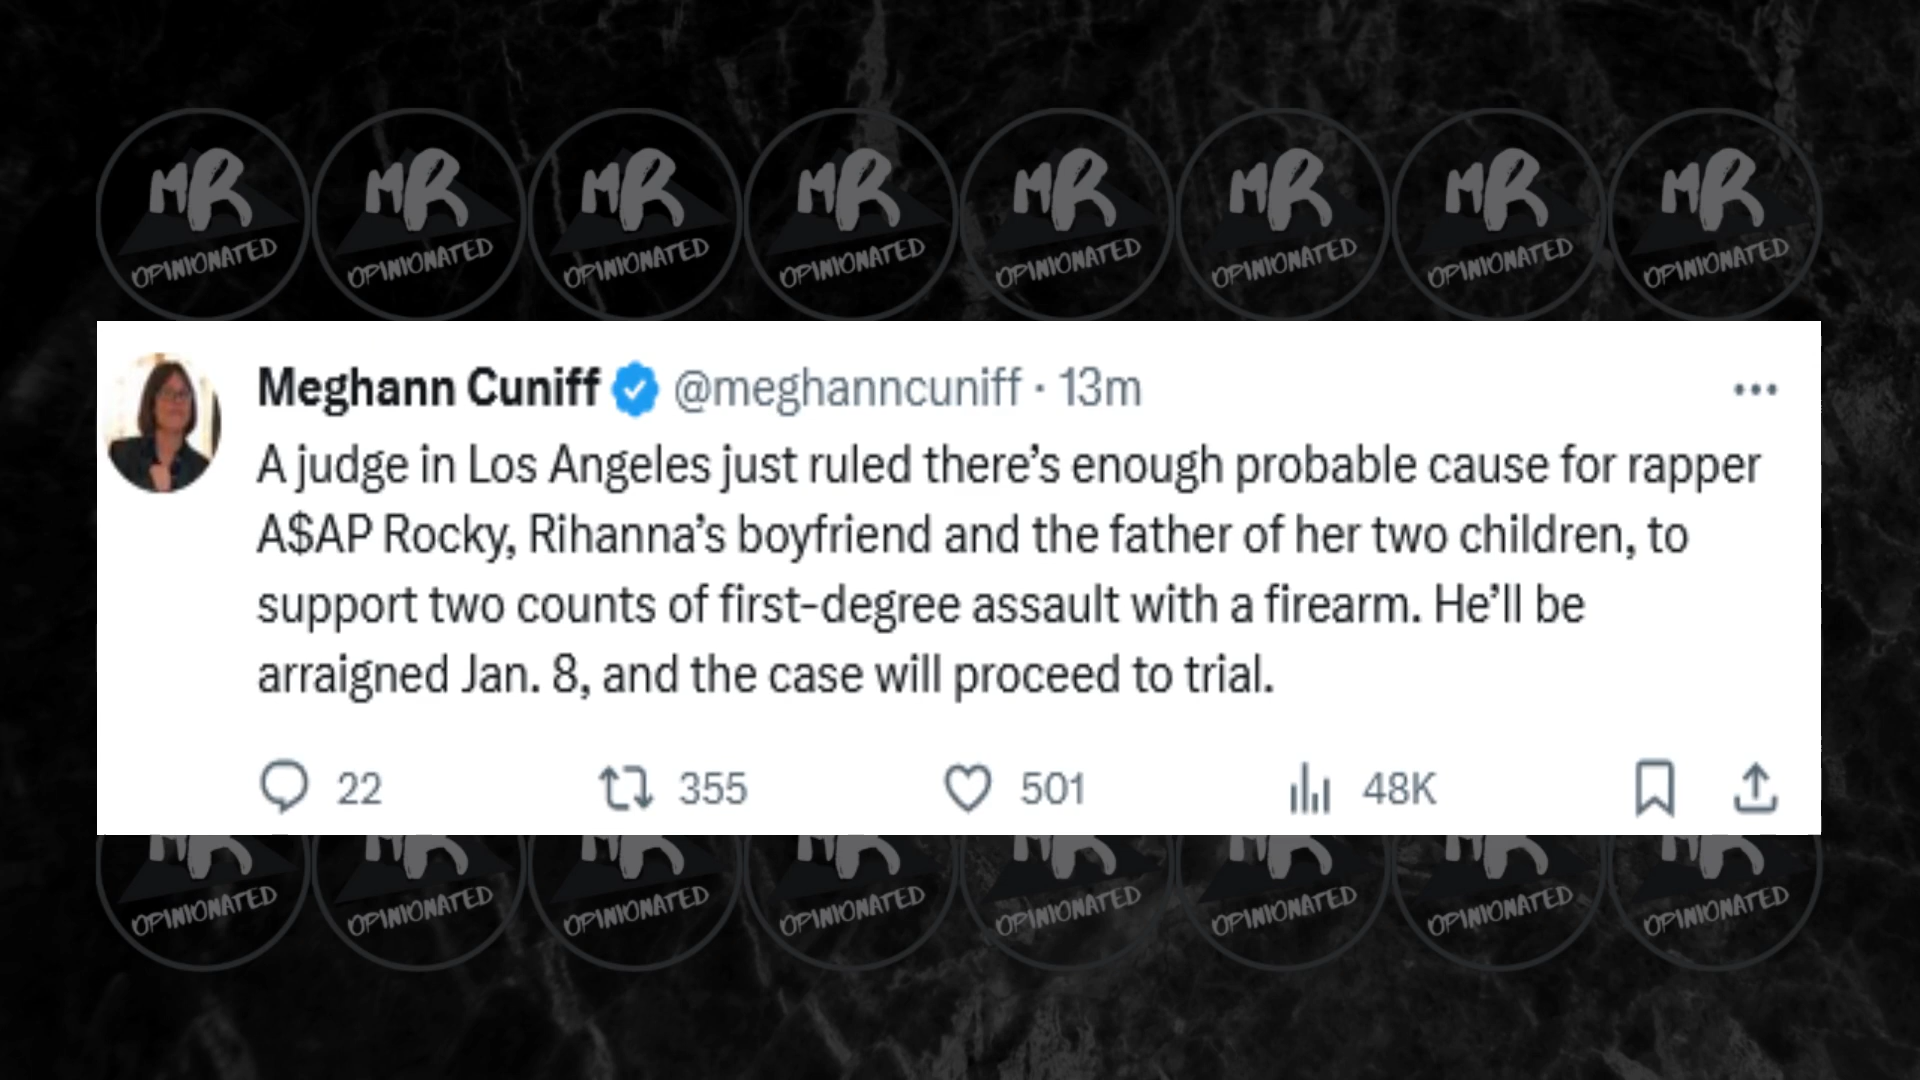 MR MR MR MR MR MR MR MR
OPINIONATED OPINIONATED OPINIONATED OPINIONATED OPINIONATED OPINIONATED OPINIONATED OPINIONATED
Meghann Cuniff @meghanncuniff · 13m
A judge in Los Angeles just ruled there’s enough probable cause for rapper
A$AP Rocky, Rihanna’s boyfriend and the father of her two children, to
support two counts of first-degree assault with a firearm. He’ll be
arraigned Jan. 8, and the case will proceed to trial.
22 355 501 48K
MR MR MR MR MR MR MR MR
OPINIONATED OPINIONATED OPINIONATED OPINIONATED OPINIONATED OPINIONATED OPINIONATED OPINIONATED